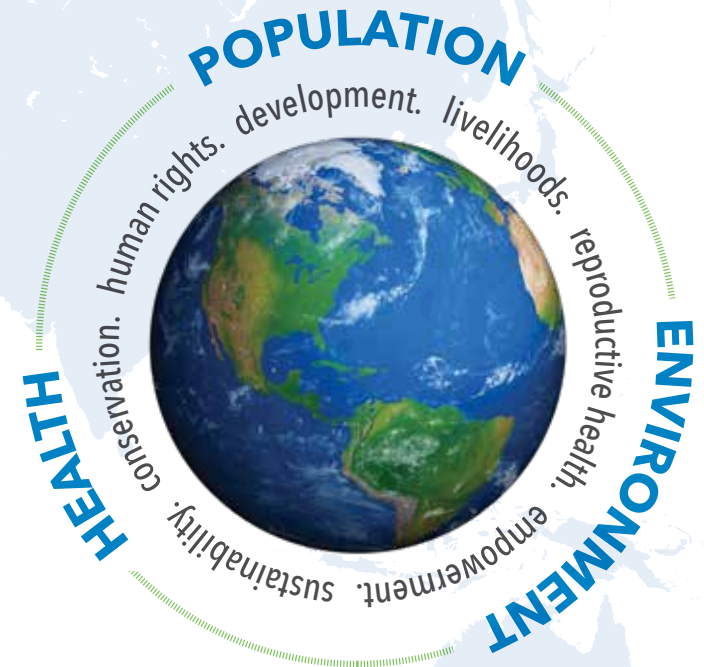 POPULATION
ENVIRONMENT
HEALTH
development. livelihoods. reproductive health. empowerment. sustainability. conservation. human rights.